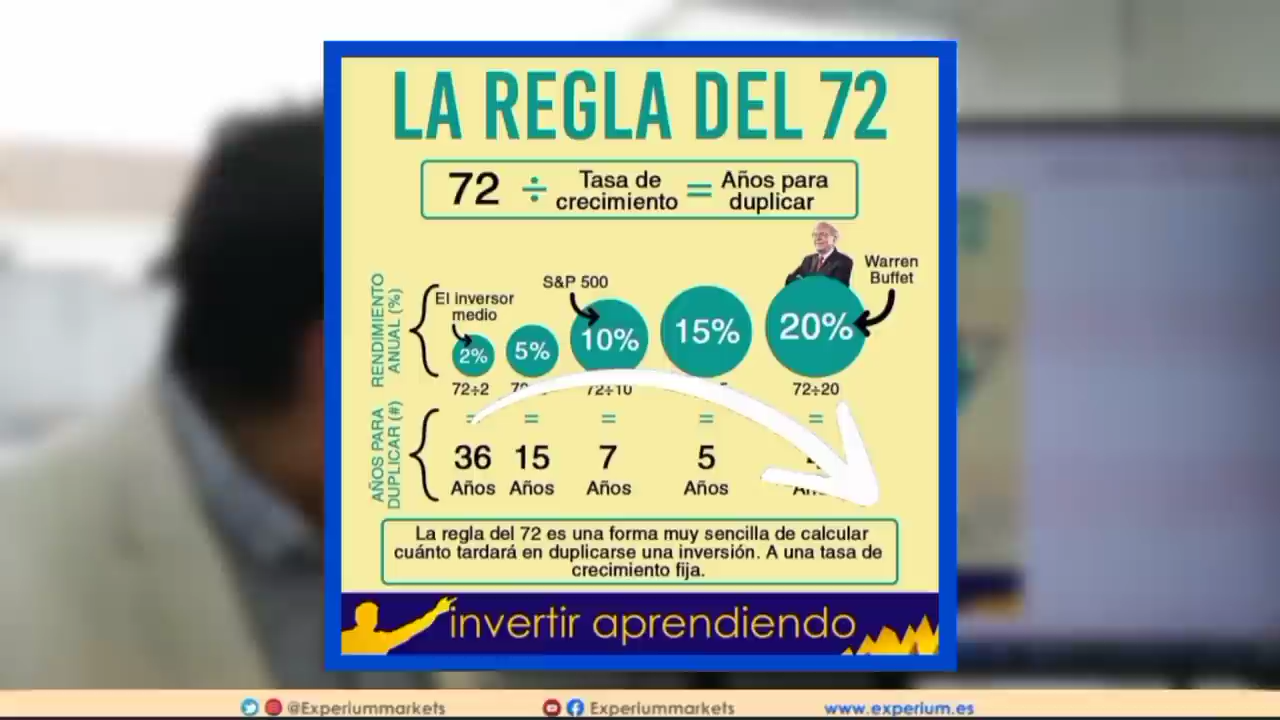 LA REGLA DEL 72
72 ÷ Tasa de crecimiento = Años para duplicar
Warren Buffet
S&P 500
El inversor medio
RENDIMIENTO ANUAL (%)
2% 5% 10% 15% 20%
72÷2 72÷10 72÷20
= = = = =
AÑOS PARA DUPLICAR (#)
36 15 7 5
Años Años Años Años
La regla del 72 es una forma muy sencilla de calcular
cuánto tardará en duplicarse una inversión. A una tasa de
crecimiento fija.
invertir aprendiendo
@Experiummarkets Experiummarkets www.experium.es